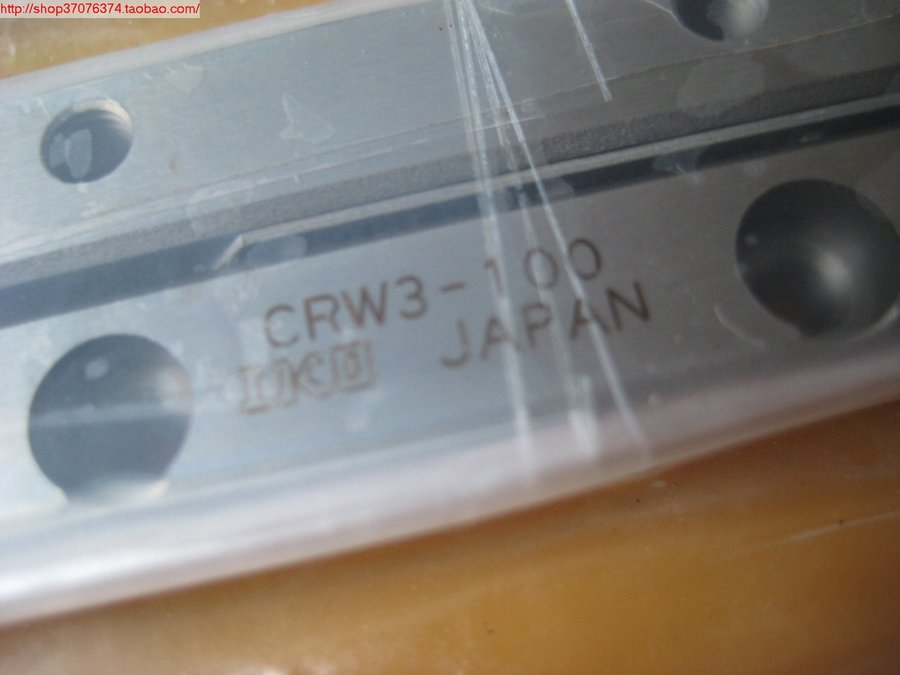 http://shop37076374.taobao.com/
CRW3-100
IKO JAPAN